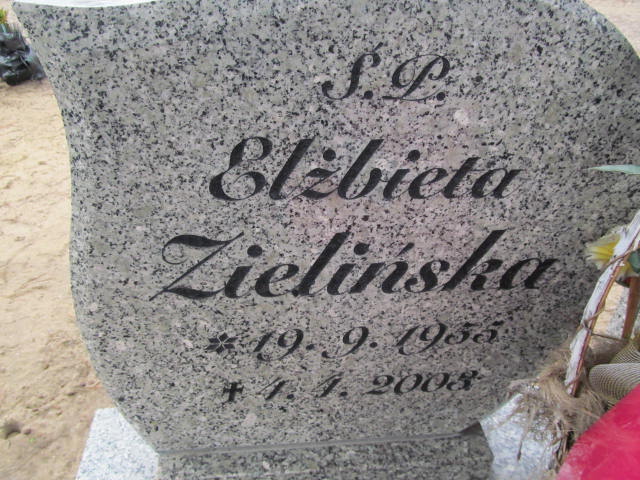 Ś.P.
Elżbieta
Zielińska
* 19. 9. 1955
✝ 4. 4. 2003